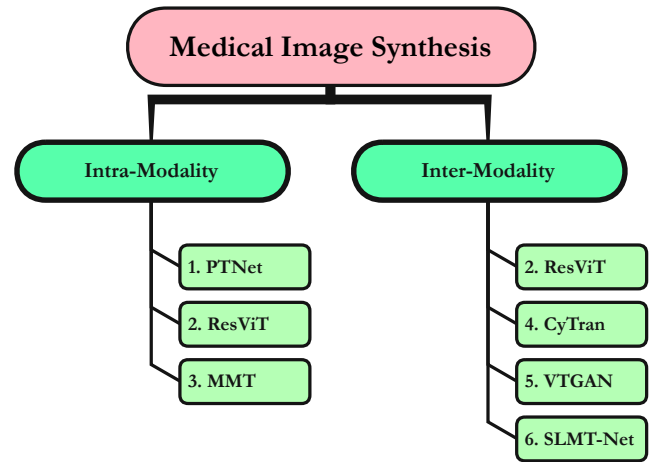 Medical Image Synthesis
Intra-Modality
1. PTNet
2. ResViT
3. MMT
Inter-Modality
2. ResViT
4. CyTran
5. VTGAN
6. SLMT-Net